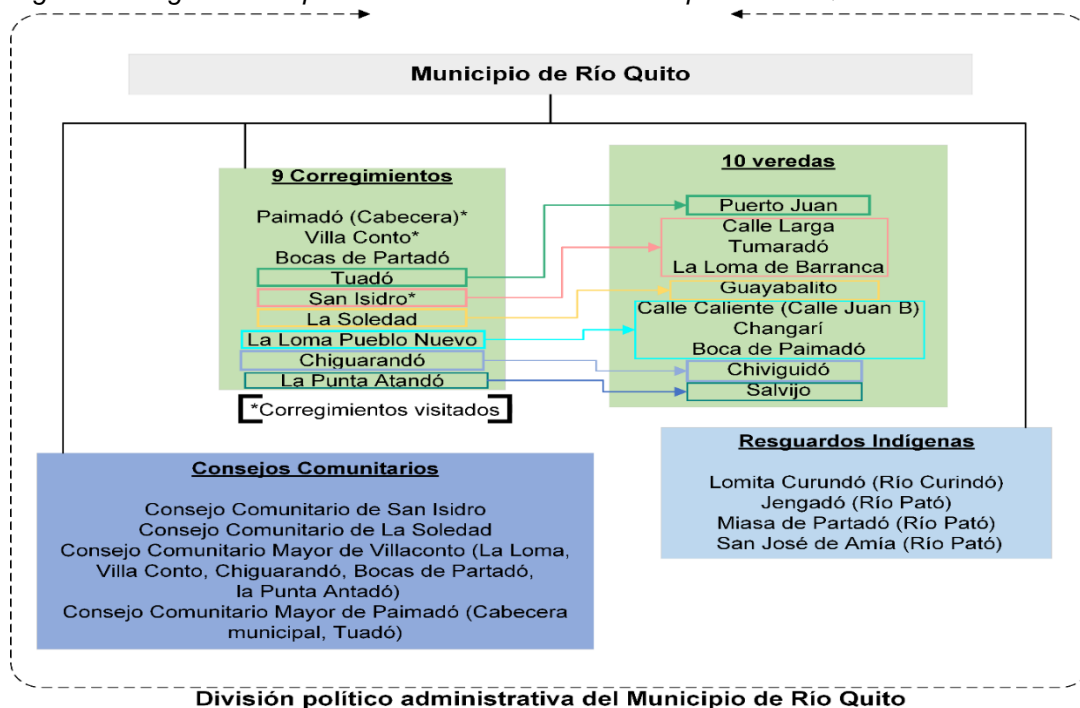 Municipio de Río Quito
9 Corregimientos
Paimadó (Cabecera)*
Villa Conto*
Bocas de Partadó
Tuadó
San Isidro*
La Soledad
La Loma Pueblo Nuevo
Chiguarandó
La Punta Atandó
*Corregimientos visitados
10 veredas
Puerto Juan
Calle Larga
Tumaradó
La Loma de Barranca
Guayabalito
Calle Caliente (Calle Juan B)
Changarí
Boca de Paimadó
Chiviguidó
Salvijo
Consejos Comunitarios
Consejo Comunitario de San Isidro
Consejo Comunitario de La Soledad
Consejo Comunitario Mayor de Villaconto (La Loma,
Villa Conto, Chiguarandó, Bocas de Partadó,
la Punta Antadó)
Consejo Comunitario Mayor de Paimadó (Cabecera
municipal, Tuadó)
Resguardos Indígenas
Lomita Curundó (Río Curindó)
Jengadó (Río Pató)
Miasa de Partadó (Río Pató)
San José de Amía (Río Pató)
División político administrativa del Municipio de Río Quito